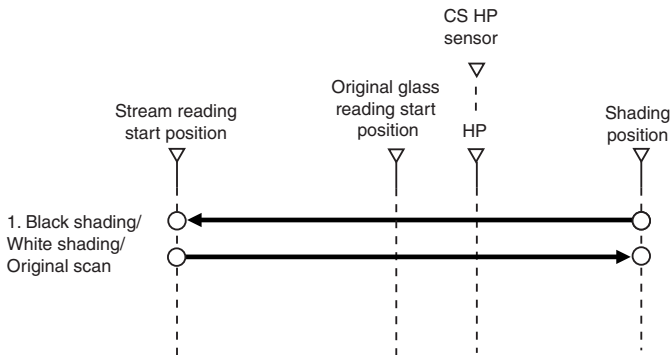 CS HP
sensor
Original glass
reading start
position
Stream reading
start position
HP
Shading
position
1. Black shading/
White shading/
Original scan